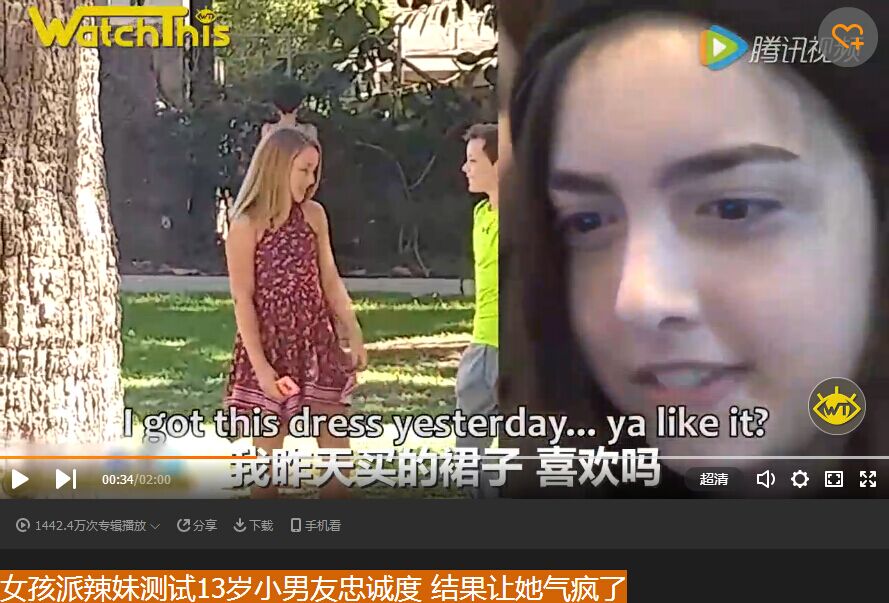 WatchThis
WT
腾讯视频
I got this dress yesterday... ya like it?
WT
我昨天买的裙子 喜欢吗
00:34/02:00
超清
1442.4万次专辑播放
分享
下载
手机看
女孩派辣妹测试13岁小男友忠诚度 结果让她气疯了